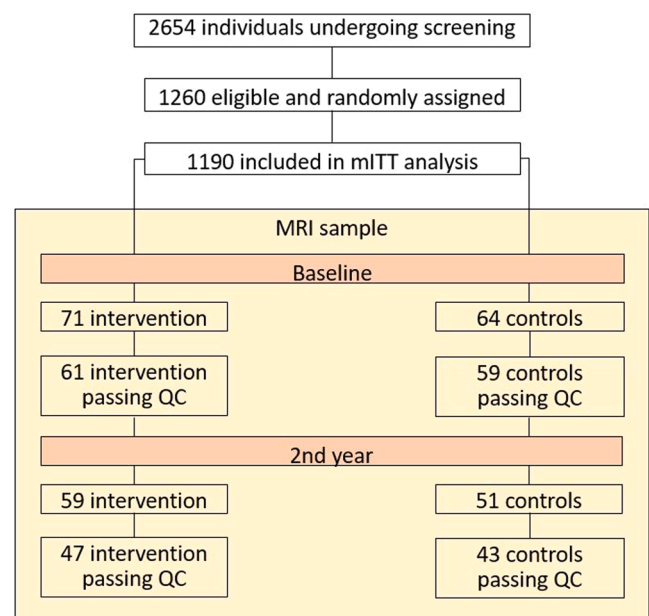 2654 individuals undergoing screening
1260 eligible and randomly assigned
1190 included in mITT analysis
MRI sample
Baseline
71 intervention
64 controls
61 intervention
passing QC
59 controls
passing QC
2nd year
59 intervention
51 controls
47 intervention
passing QC
43 controls
passing QC